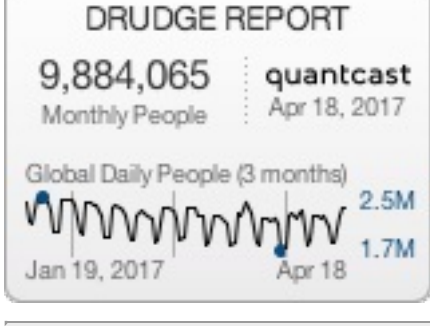 DRUDGE REPORT
9,884,065
Monthly People
quantcast
Apr 18, 2017
Global Daily People (3 months)
2.5M
1.7M
Jan 19, 2017
Apr 18